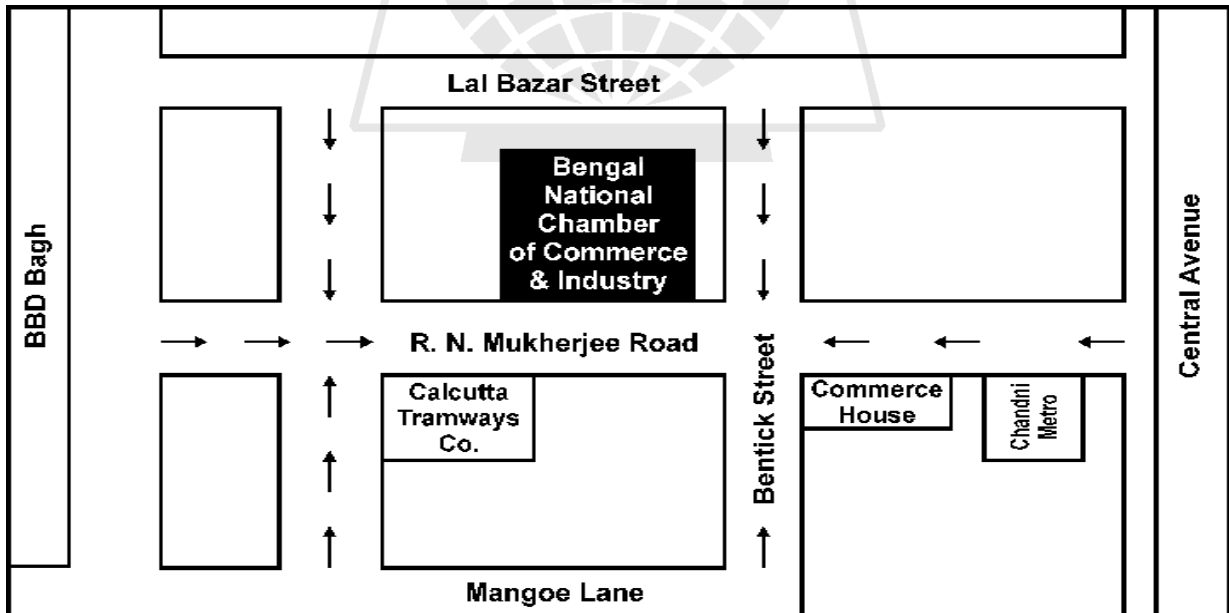 Lal Bazar Street
BBD Bagh
Bengal
National
Chamber
of Commerce
& Industry
Central Avenue
R. N. Mukherjee Road
Bentick Street
Calcutta
Tramways
Co.
Commerce
House
Chandni
Metro
Mangoe Lane